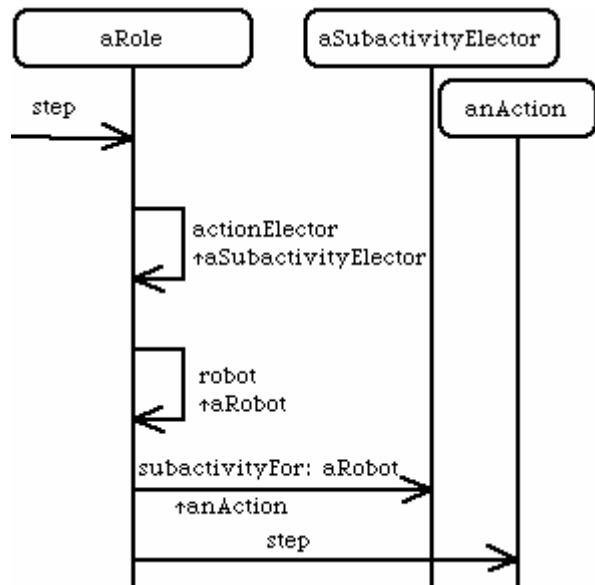 aRole
aSubactivityElector
anAction
step
actionElector
↑aSubactivityElector
robot
↑aRobot
subactivityFor: aRobot
↑anAction
step